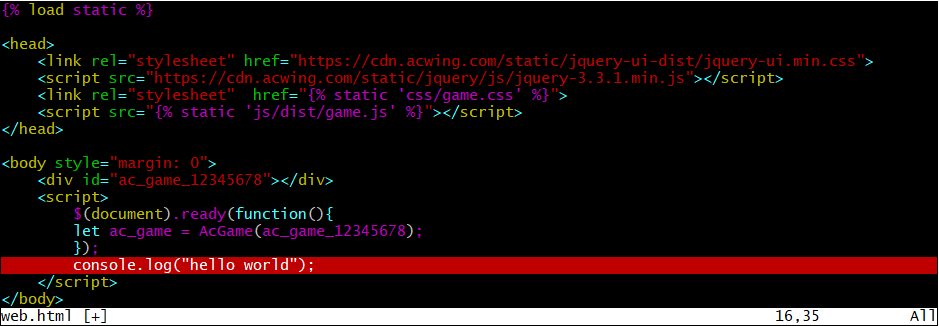 {% load static %}
<head>
    <link rel="stylesheet" href="https://cdn.acwing.com/static/jquery-ui-dist/jquery-ui.min.css">
    <script src="https://cdn.acwing.com/static/jquery/js/jquery-3.3.1.min.js"></script>
    <link rel="stylesheet"  href="{% static 'css/game.css' %}">
    <script src="{% static 'js/dist/game.js' %}"></script>
</head>
<body style="margin: 0">
    <div id="ac_game_12345678"></div>
    <script>
        $(document).ready(function(){
        let ac_game = AcGame(ac_game_12345678);
        });
        console.log("hello world");
    </script>
</body>
web.html [+] 16,35 All